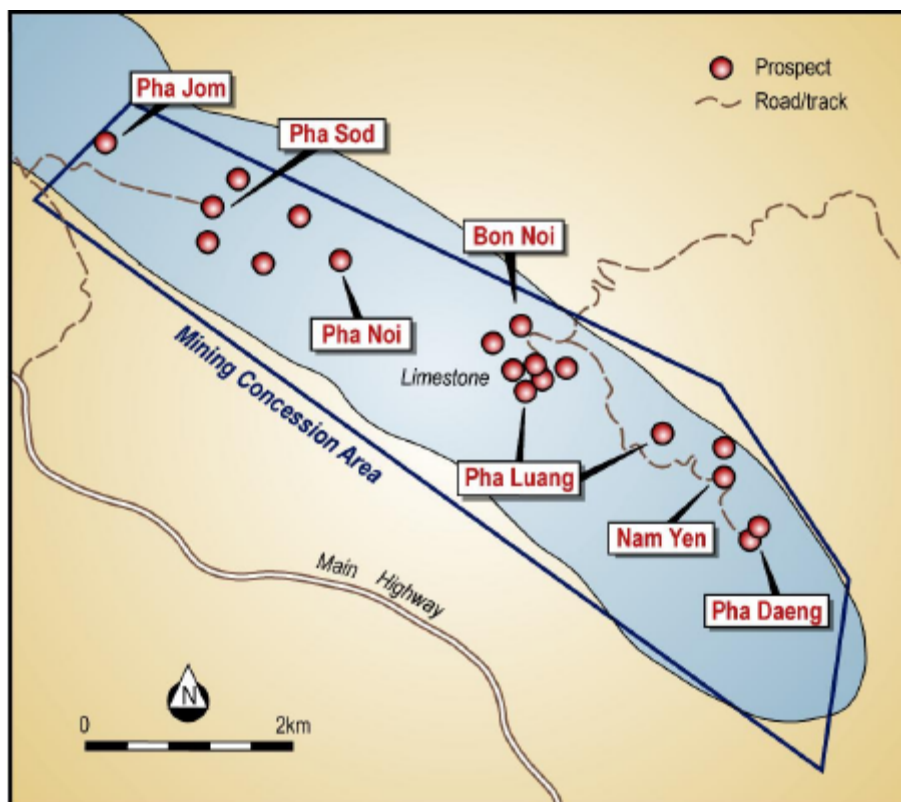 Pha Jom
Prospect
Road/track
Pha Sod
Bon Noi
Pha Noi
Limestone
Mining Concession Area
Pha Luang
Nam Yen
Main Highway
Pha Daeng
N
0 2km